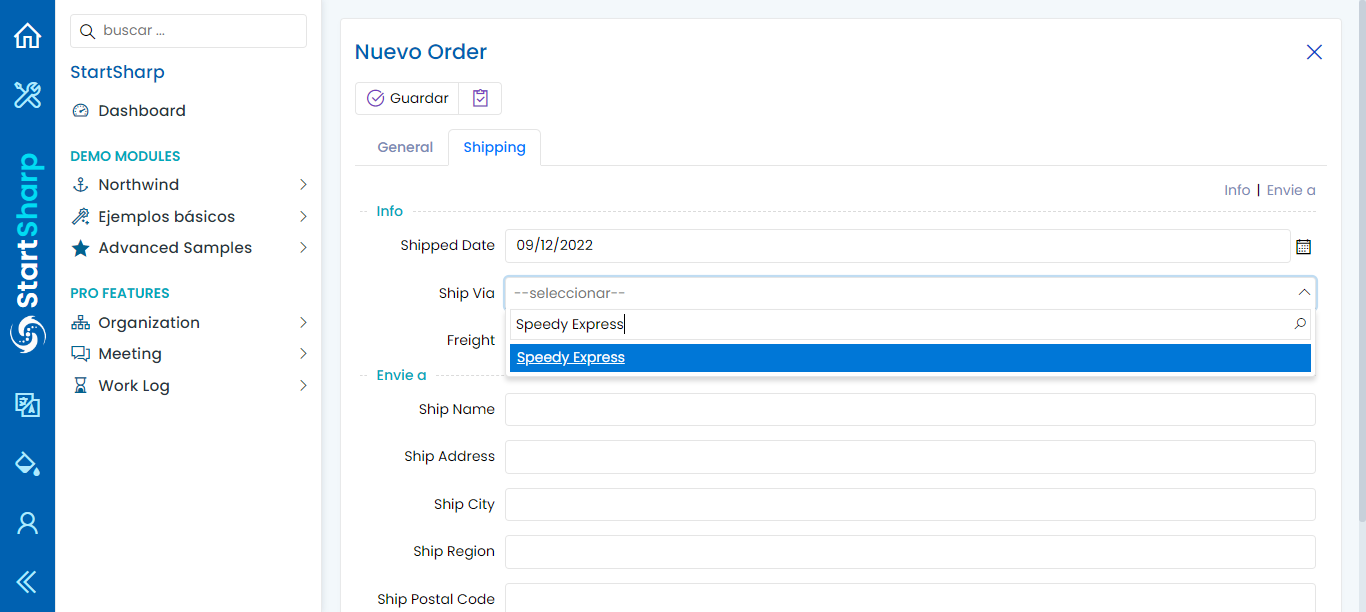 buscar ...
StartSharp
Dashboard
DEMO MODULES
Northwind
Ejemplos básicos
Advanced Samples
PRO FEATURES
Organization
Meeting
Work Log
StartSharp
Nuevo Order
Guardar
General
Shipping
Info | Envie a
Info
Shipped Date
09/12/2022
Ship Via
--seleccionar--
Speedy Express
Speedy Express
Freight
Envie a
Ship Name
Ship Address
Ship City
Ship Region
Ship Postal Code